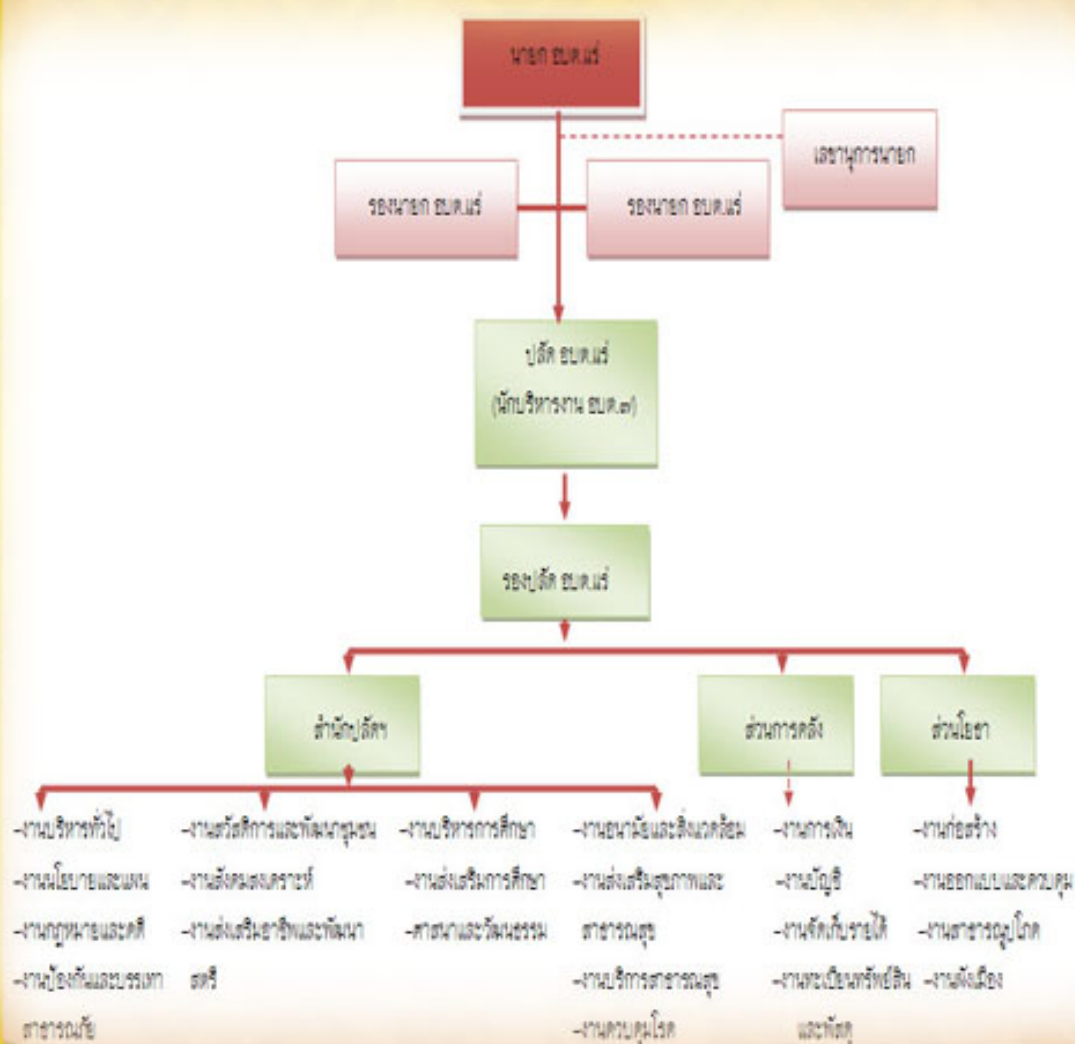 นายก อบต.แร่
เลขานุการนายก
รองนายก อบต.แร่
รองนายก อบต.แร่
ปลัด อบต.แร่
(นักบริหารงาน อบต.๗)
รองปลัด อบต.แร่
สำนักปลัดฯ
ส่วนการคลัง
ส่วนโยธา
-งานบริหารทั่วไป
-งานนโยบายและแผน
-งานกฎหมายและคดี
-งานป้องกันและบรรเทา
สาธารณภัย
-งานสวัสดิการและพัฒนาชุมชน
-งานสังคมสงเคราะห์
-งานส่งเสริมอาชีพและพัฒนา
สตรี
-งานบริหารการศึกษา
-งานส่งเสริมการศึกษา
-ศาสนาและวัฒนธรรม
-งานอนามัยและสิ่งแวดล้อม
-งานส่งเสริมสุขภาพและ
สาธารณสุข
-งานบริการสาธารณสุข
-งานควบคุมโรค
-งานการเงิน
-งานบัญชี
-งานจัดเก็บรายได้
-งานทะเบียนทรัพย์สิน
และพัสดุ
-งานก่อสร้าง
-งานออกแบบและควบคุม
-งานสาธารณูปโภค
-งานผังเมือง